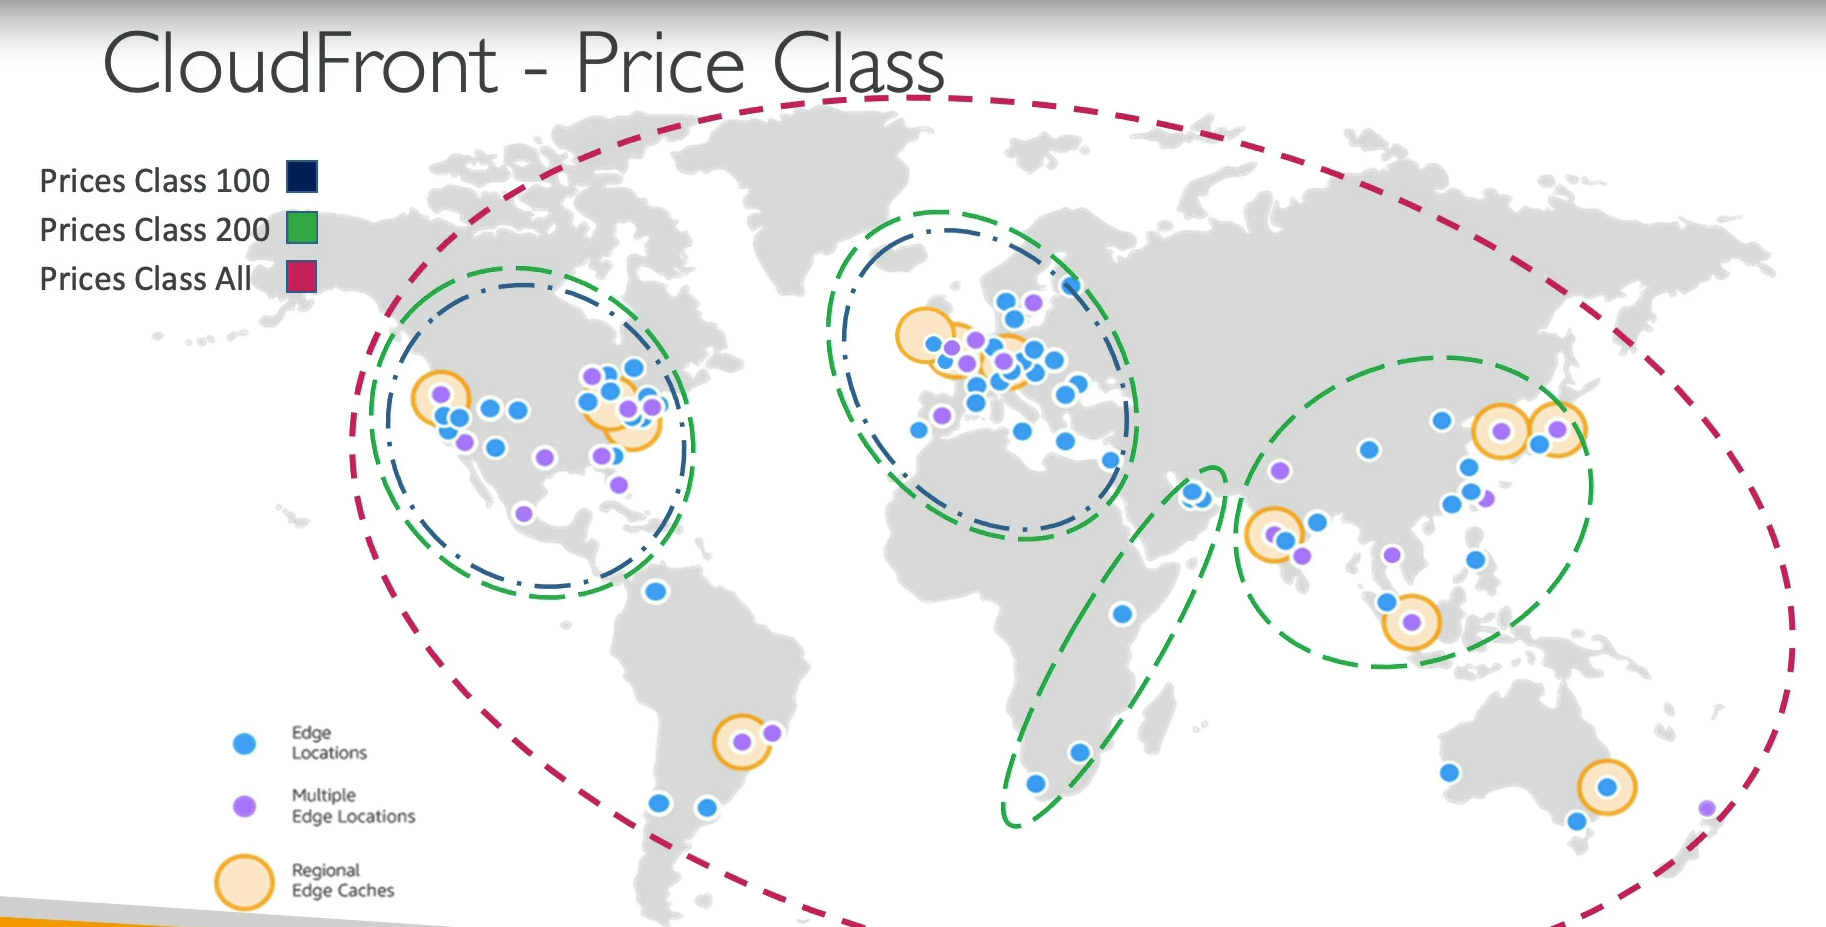 CloudFront - Price Class
Prices Class 100
Prices Class 200
Prices Class All
Edge
Locations
Multiple
Edge Locations
Regional
Edge Caches